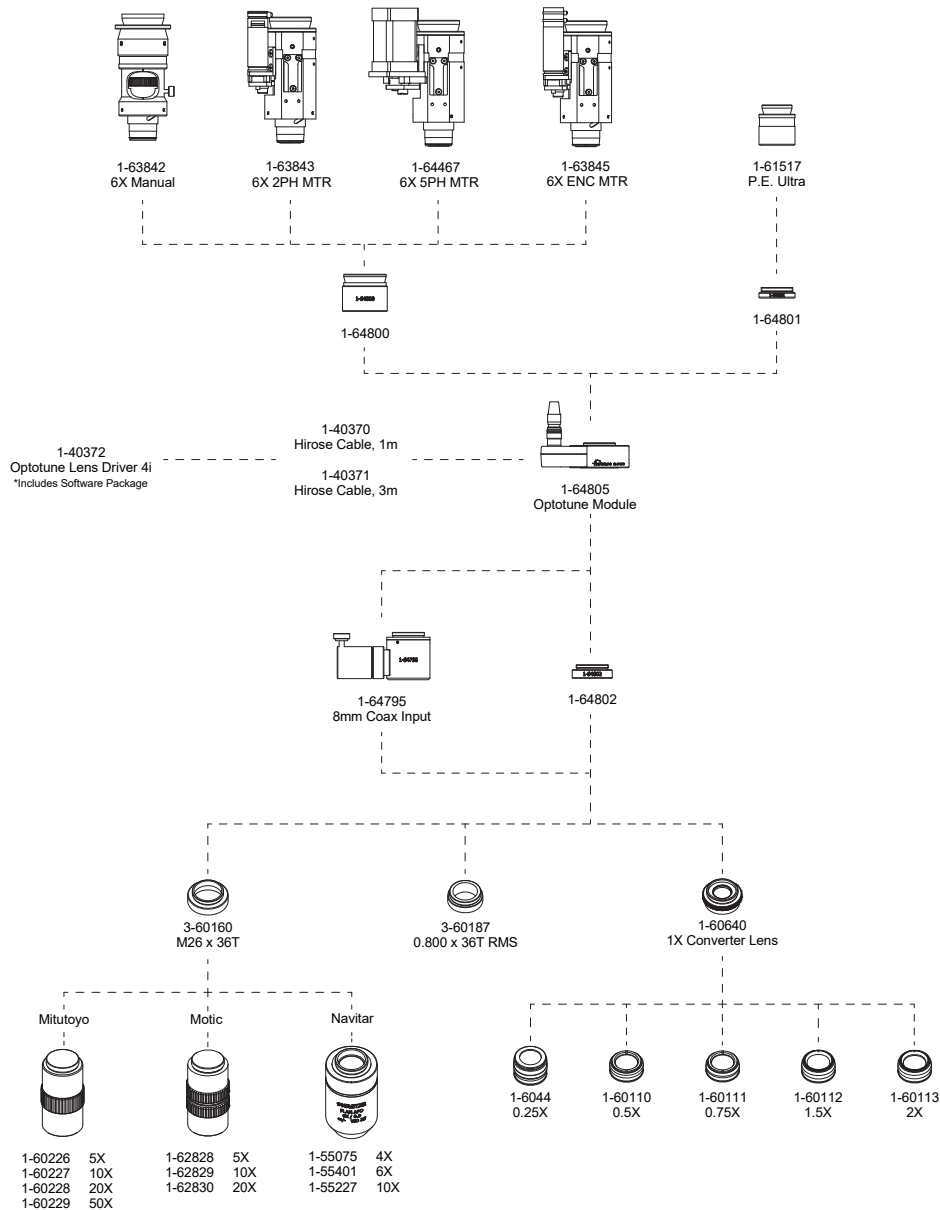 1-63842
6X Manual
1-63843
6X 2PH MTR
1-64467
6X 5PH MTR
1-63845
6X ENC MTR
1-61517
P.E. Ultra
1-64800
1-64801
1-40372
Optotune Lens Driver 4i
*Includes Software Package
1-40370
Hirose Cable, 1m
1-40371
Hirose Cable, 3m
1-64805
Optotune Module
1-64795
1-64795
8mm Coax Input
1-64802
1-64802
3-60160
M26 x 36T
3-60187
0.800 x 36T RMS
1-60640
1X Converter Lens
Mitutoyo
Motic
Navitar
PLAN APO
1-60226 5X
1-60227 10X
1-60228 20X
1-60229 50X
1-62828 5X
1-62829 10X
1-62830 20X
1-55075 4X
1-55401 6X
1-55227 10X
1-6044
0.25X
1-60110
0.5X
1-60111
0.75X
1-60112
1.5X
1-60113
2X